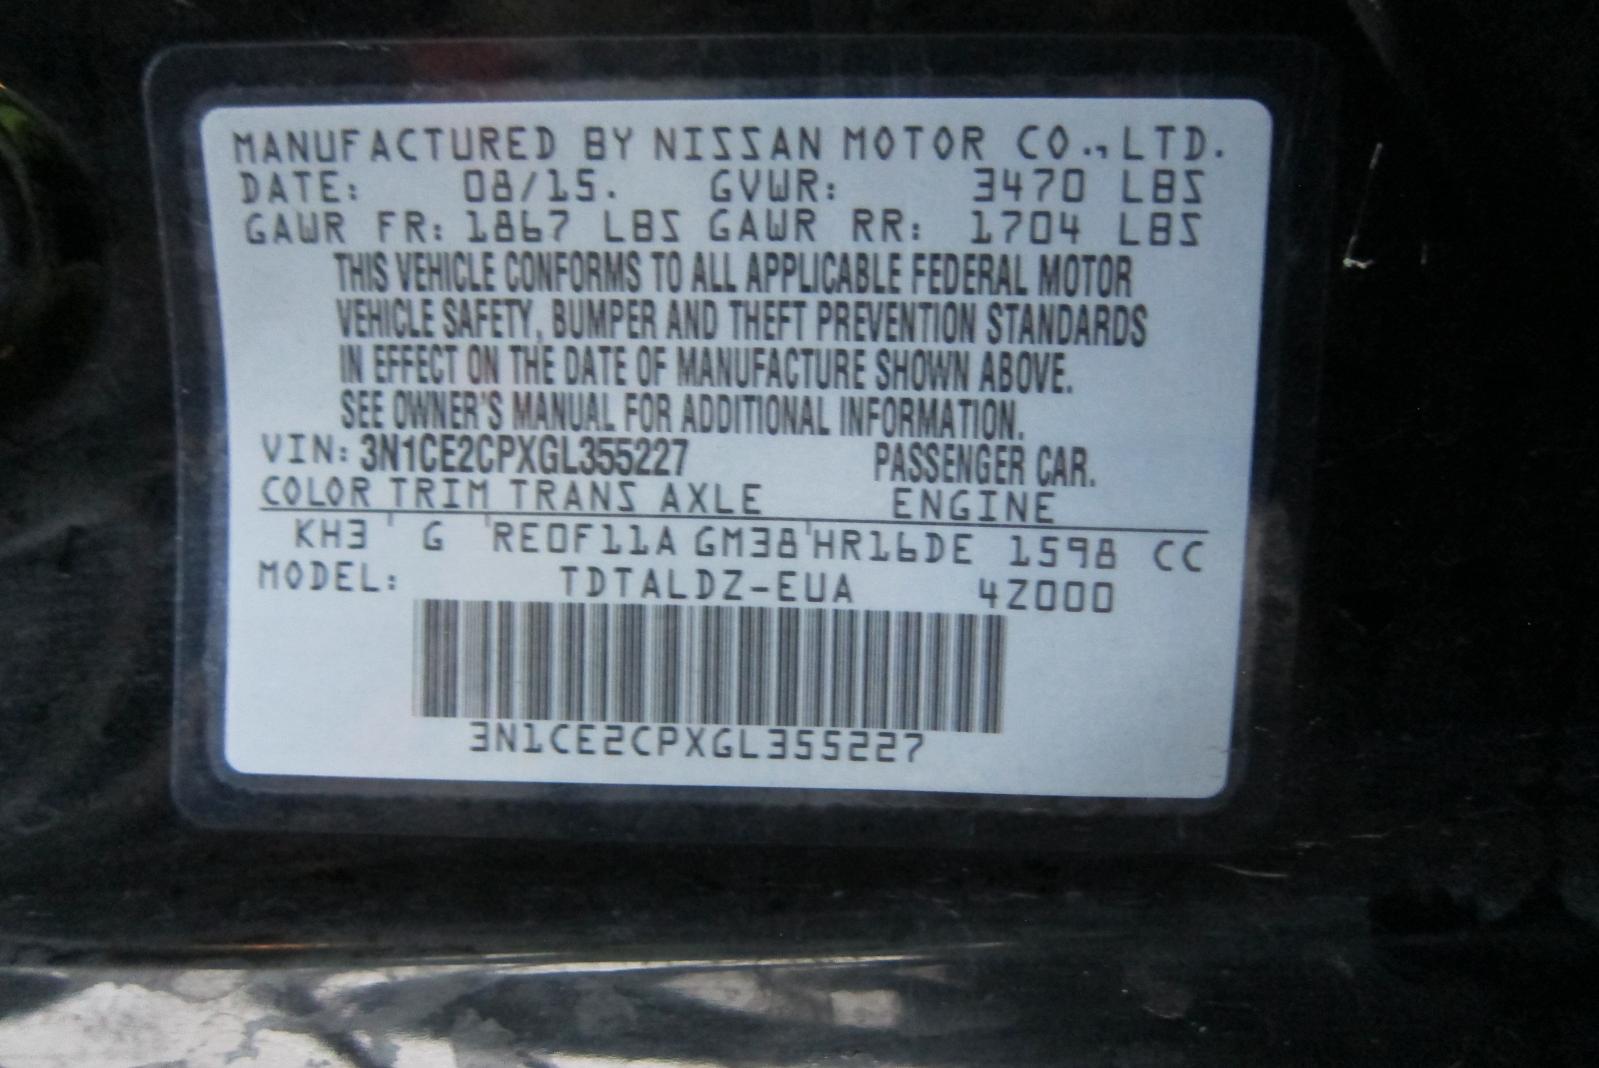 MANUFACTURED BY NISSAN MOTOR CO.,LTD.
DATE: 08/15. GVWR: 3470 LBS
GAWR FR: 1867 LBS GAWR RR: 1704 LBS
THIS VEHICLE CONFORMS TO ALL APPLICABLE FEDERAL MOTOR
VEHICLE SAFETY, BUMPER AND THEFT PREVENTION STANDARDS
IN EFFECT ON THE DATE OF MANUFACTURE SHOWN ABOVE.
SEE OWNER'S MANUAL FOR ADDITIONAL INFORMATION.
VIN: 3N1CE2CPXGL355227 PASSENGER CAR.
COLOR TRIM TRANS AXLE ENGINE
KH3 ' G ' RE0F11A GM38 ' HR16DE 1598 CC
MODEL: TDTALDZ-EUA 4Z000
3N1CE2CPXGL355227